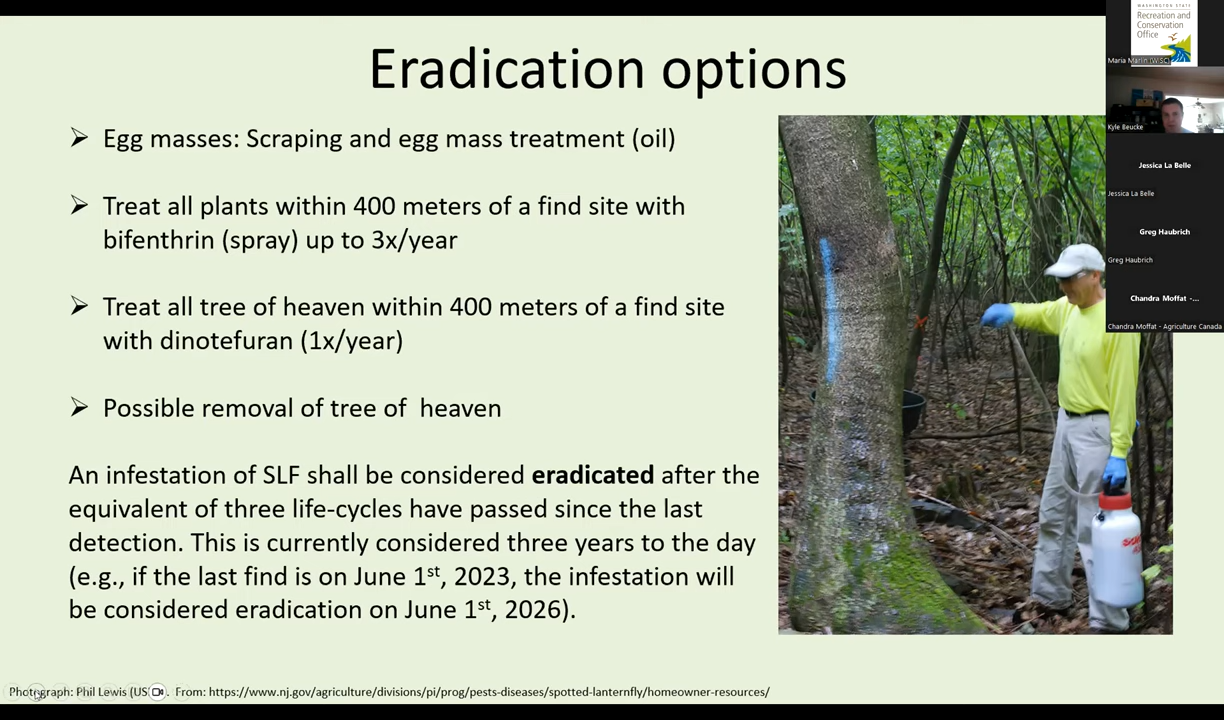 Eradication options
Egg masses: Scraping and egg mass treatment (oil)
Treat all plants within 400 meters of a find site with
bifenthrin (spray) up to 3x/year
Treat all tree of heaven within 400 meters of a find site
with dinotefuran (1x/year)
Possible removal of tree of heaven
An infestation of SLF shall be considered eradicated after the
equivalent of three life-cycles have passed since the last
detection. This is currently considered three years to the day
(e.g., if the last find is on June 1st, 2023, the infestation will
be considered eradication on June 1st, 2026).
Photograph: Phil Lewis (US). From: https://www.nj.gov/agriculture/divisions/pi/prog/pests-diseases/spotted-lanternfly/homeowner-resources/
WASHINGTON STATE
Recreation and
Conservation
Office
Maria Marlin (WISC)
Kyle Beucke
Jessica La Belle
Jessica La Belle
Greg Haubrich
Greg Haubrich
Chandra Moffat -...
Chandra Moffat - Agriculture Canada